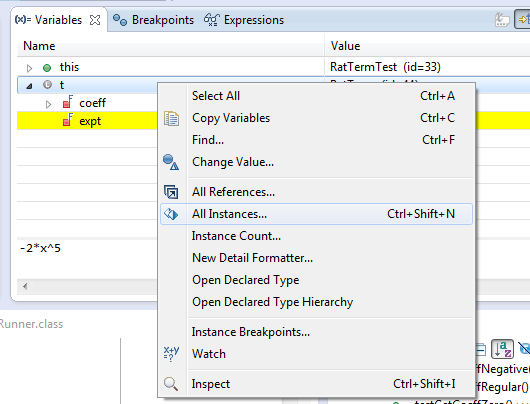 (x)= Variables Breakpoints Expressions
Name Value
this RatTermTest (id=33)
t
coeff
expt
Select All Ctrl+A
Copy Variables Ctrl+C
Find... Ctrl+F
Change Value...
All References...
All Instances... Ctrl+Shift+N
Instance Count...
New Detail Formatter...
Open Declared Type
Open Declared Type Hierarchy
Instance Breakpoints...
x+y=? Watch
Inspect Ctrl+Shift+I
-2*x^5
Runner.class
ffNegative(
ffRegular()